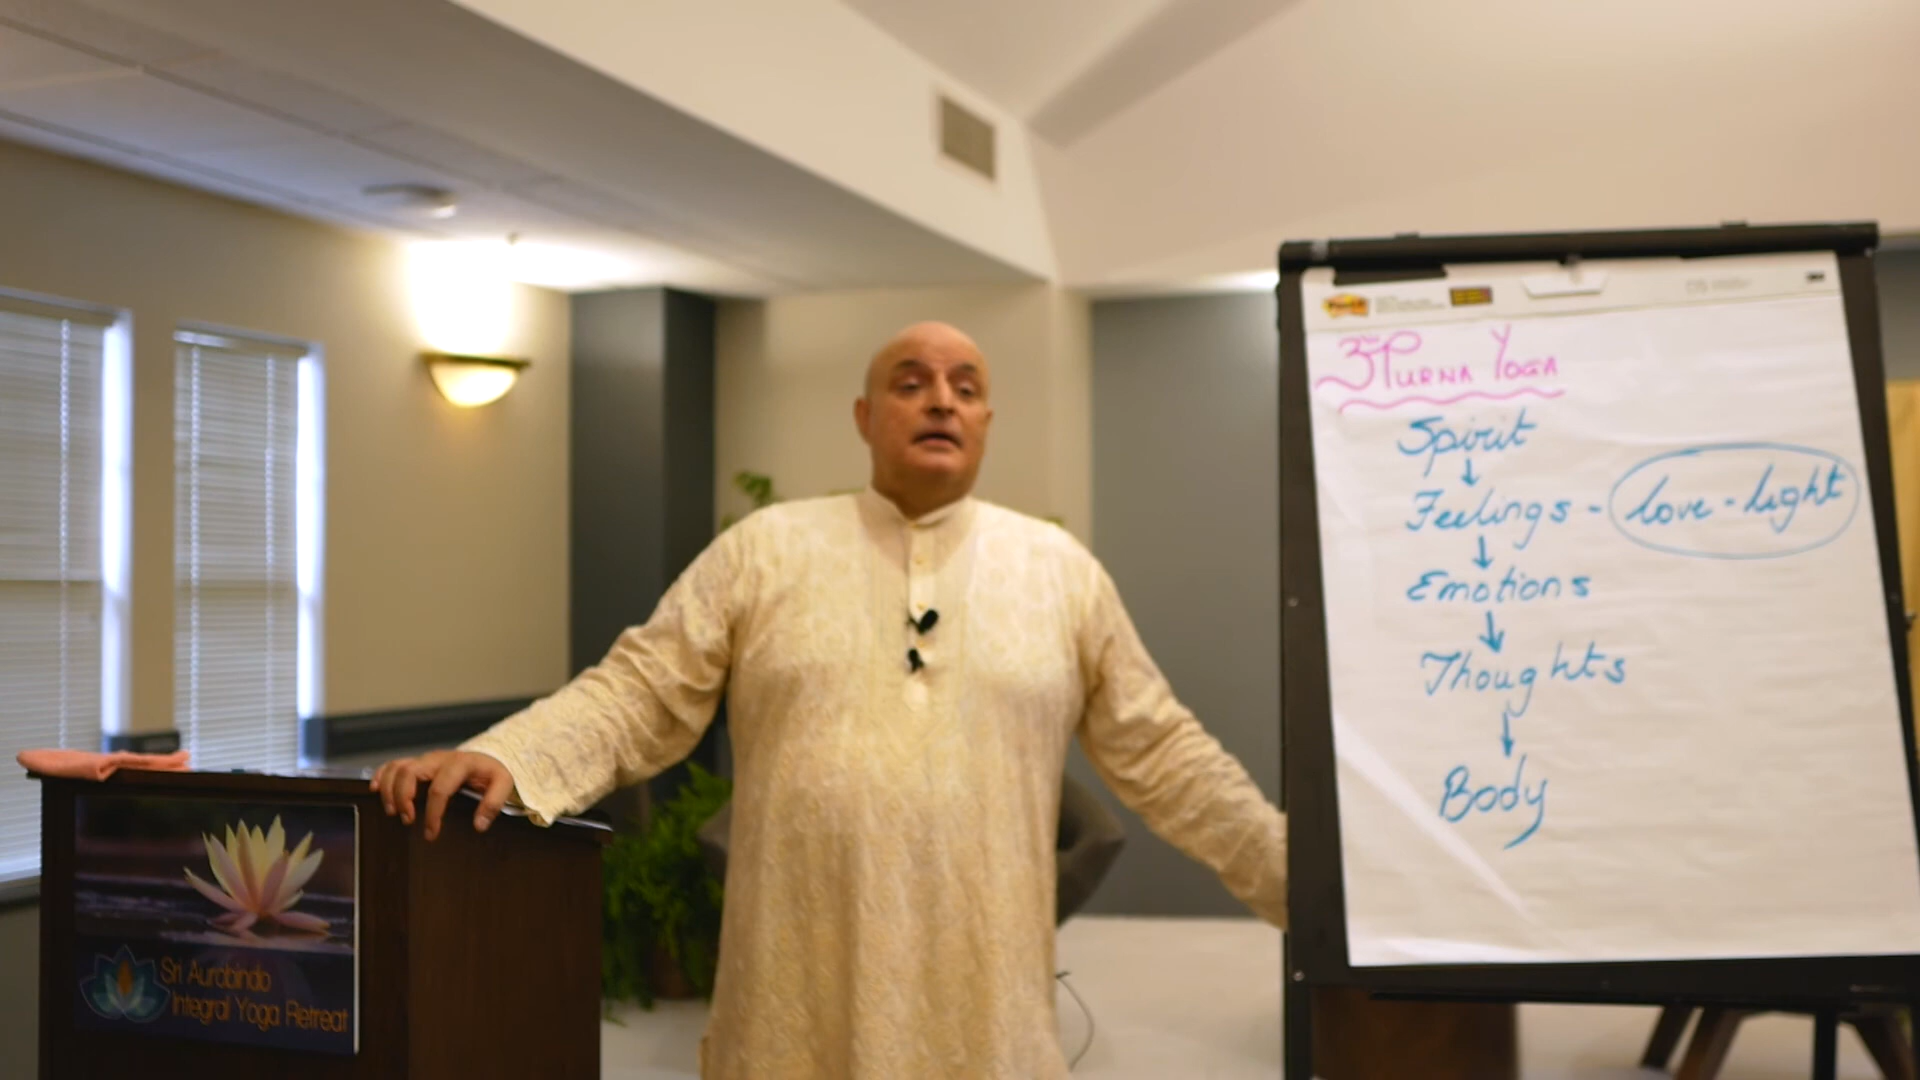 Sri Aurobindo
Integral Yoga Retreat
Purna Yoga
Spirit
↓
Feelings - love - light
↓
Emotions
↓
Thoughts
↓
Body